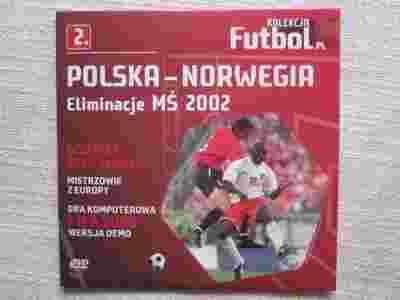 2.
KOLEKCJA
Futbol.
POLSKA – NORWEGIA
Eliminacje MŚ 2002
MISTRZOWIE
Z EUROPY
GRA KOMPUTEROWA
WERSJA DEMO
DVD